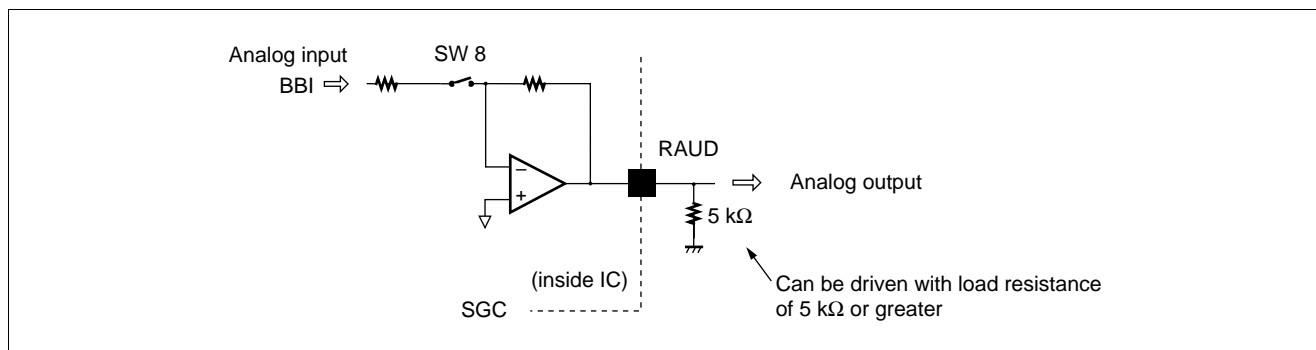 Analog input
SW 8
BBI
−
+
RAUD
Analog output
5 kΩ
(inside IC)
SGC
Can be driven with load resistance
of 5 kΩ or greater